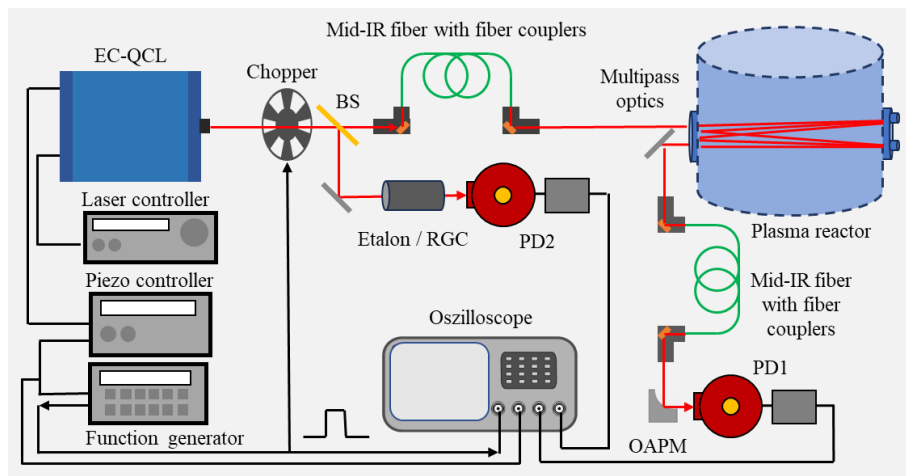 Mid-IR fiber with fiber couplers
EC-QCL
Chopper
BS
Multipass
optics
Laser controller
Etalon / RGC
PD2
Plasma reactor
Piezo controller
Mid-IR fiber
with fiber
couplers
Oszilloscope
PD1
Function generator
OAPM